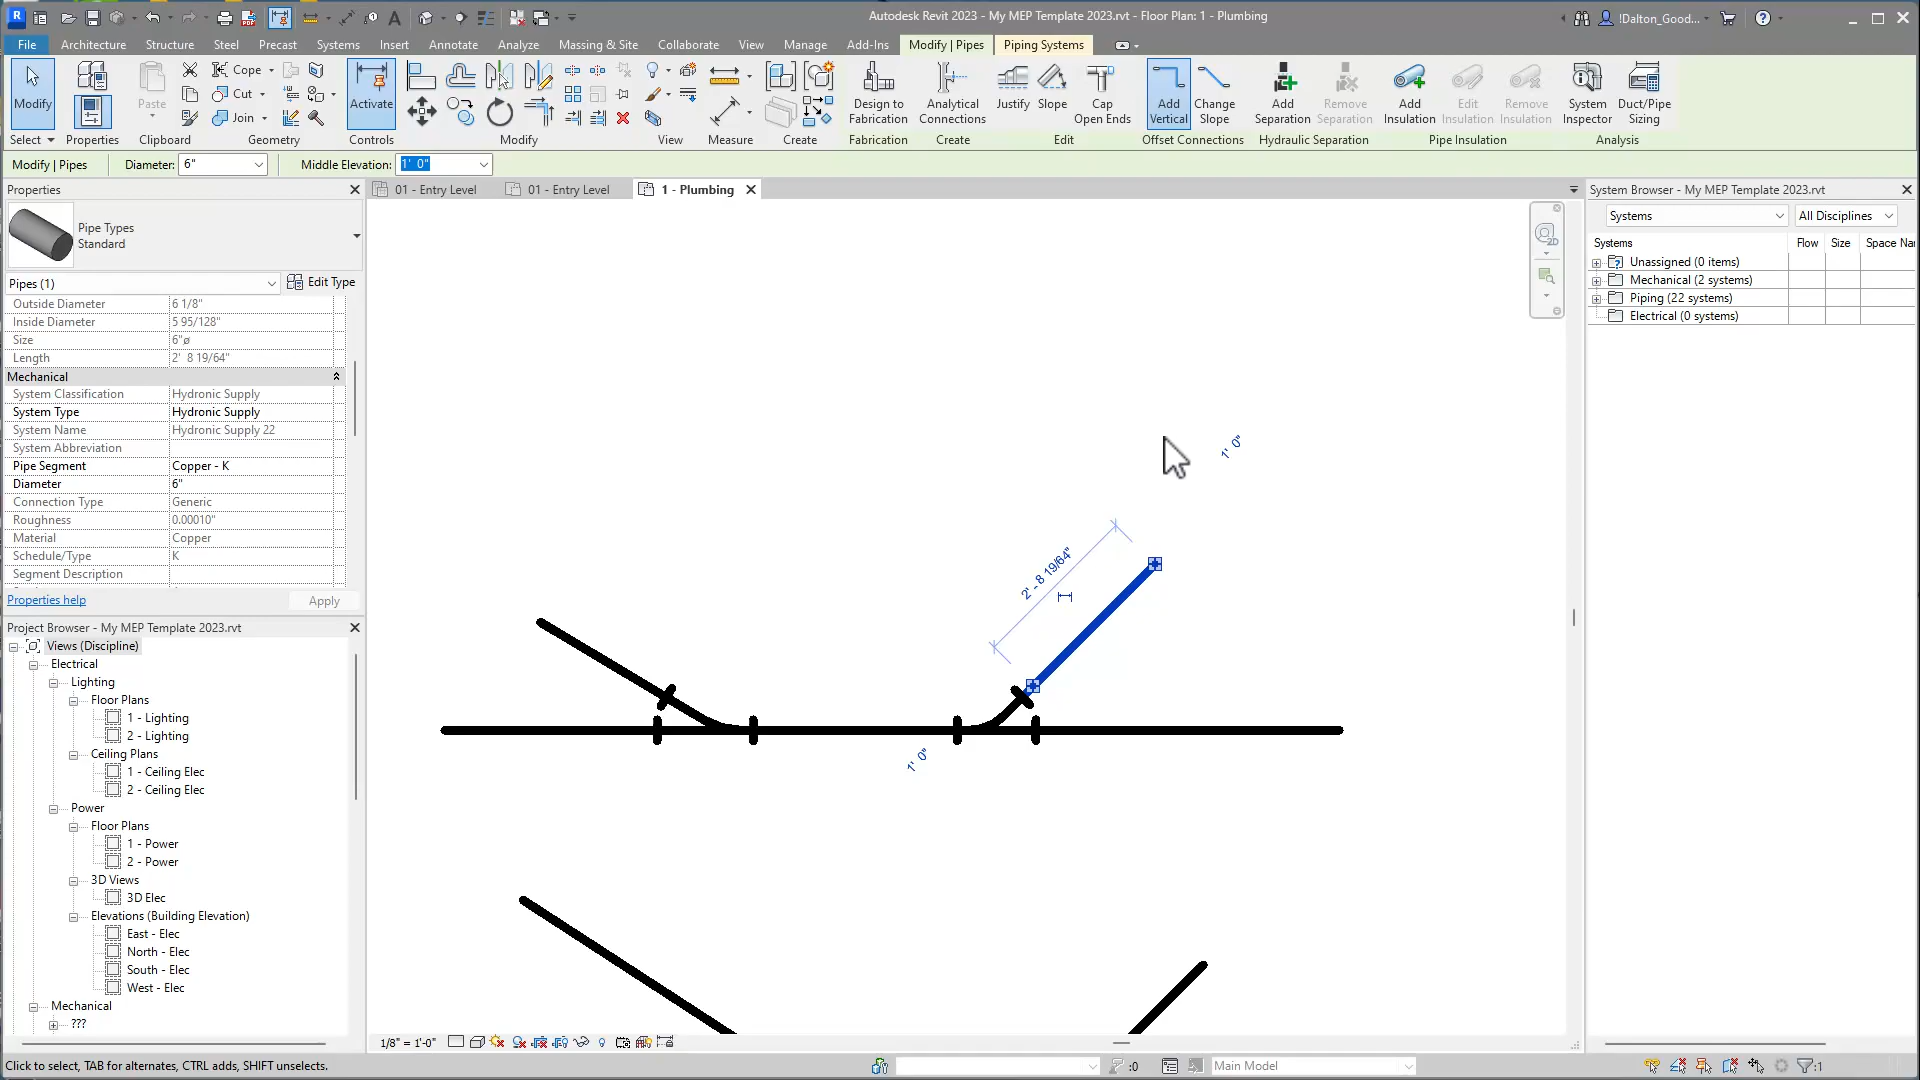 Autodesk Revit 2023 - My MEP Template 2023.rvt - Floor Plan: 1 - Plumbing
!Dalton_Good...
File Architecture Structure Steel Precast Systems Insert Annotate Analyze Massing & Site Collaborate View Manage Add-Ins Modify | Pipes Piping Systems
Modify
Paste
Cope
Cut
Join
Activate
Design to Fabrication
Analytical Connections
Justify
Slope
Cap Open Ends
Add Vertical
Change Slope
Add Separation
Remove Separation
Add Insulation
Edit Insulation
Remove Insulation
System Inspector
Duct/Pipe Sizing
Select Properties Clipboard Geometry Controls Modify View Measure Create Fabrication Create Edit Offset Connections Hydraulic Separation Pipe Insulation Analysis
Modify | Pipes Diameter: 6" Middle Elevation: 1' 0"
Properties
Pipe Types
Standard
Pipes (1) Edit Type
Outside Diameter 6 1/8"
Inside Diameter 5 95/128"
Size 6"ø
Length 2' 8 19/64"
Mechanical
System Classification Hydronic Supply
System Type Hydronic Supply
System Name Hydronic Supply 22
System Abbreviation
Pipe Segment Copper - K
Diameter 6"
Connection Type Generic
Roughness 0.00010"
Material Copper
Schedule/Type K
Segment Description
Properties help Apply
Project Browser - My MEP Template 2023.rvt
Views (Discipline)
Electrical
Lighting
Floor Plans
1 - Lighting
2 - Lighting
Ceiling Plans
1 - Ceiling Elec
2 - Ceiling Elec
Power
Floor Plans
1 - Power
2 - Power
3D Views
3D Elec
Elevations (Building Elevation)
East - Elec
North - Elec
South - Elec
West - Elec
Mechanical
???
01 - Entry Level 01 - Entry Level 1 - Plumbing
2D
1' 0"
2' - 8 19/64"
1' 0"
1/8" = 1'-0"
System Browser - My MEP Template 2023.rvt
Systems All Disciplines
Systems Flow Size Space Na
Unassigned (0 items)
Mechanical (2 systems)
Piping (22 systems)
Electrical (0 systems)
Click to select, TAB for alternates, CTRL adds, SHIFT unselects.
:0
Main Model
:1